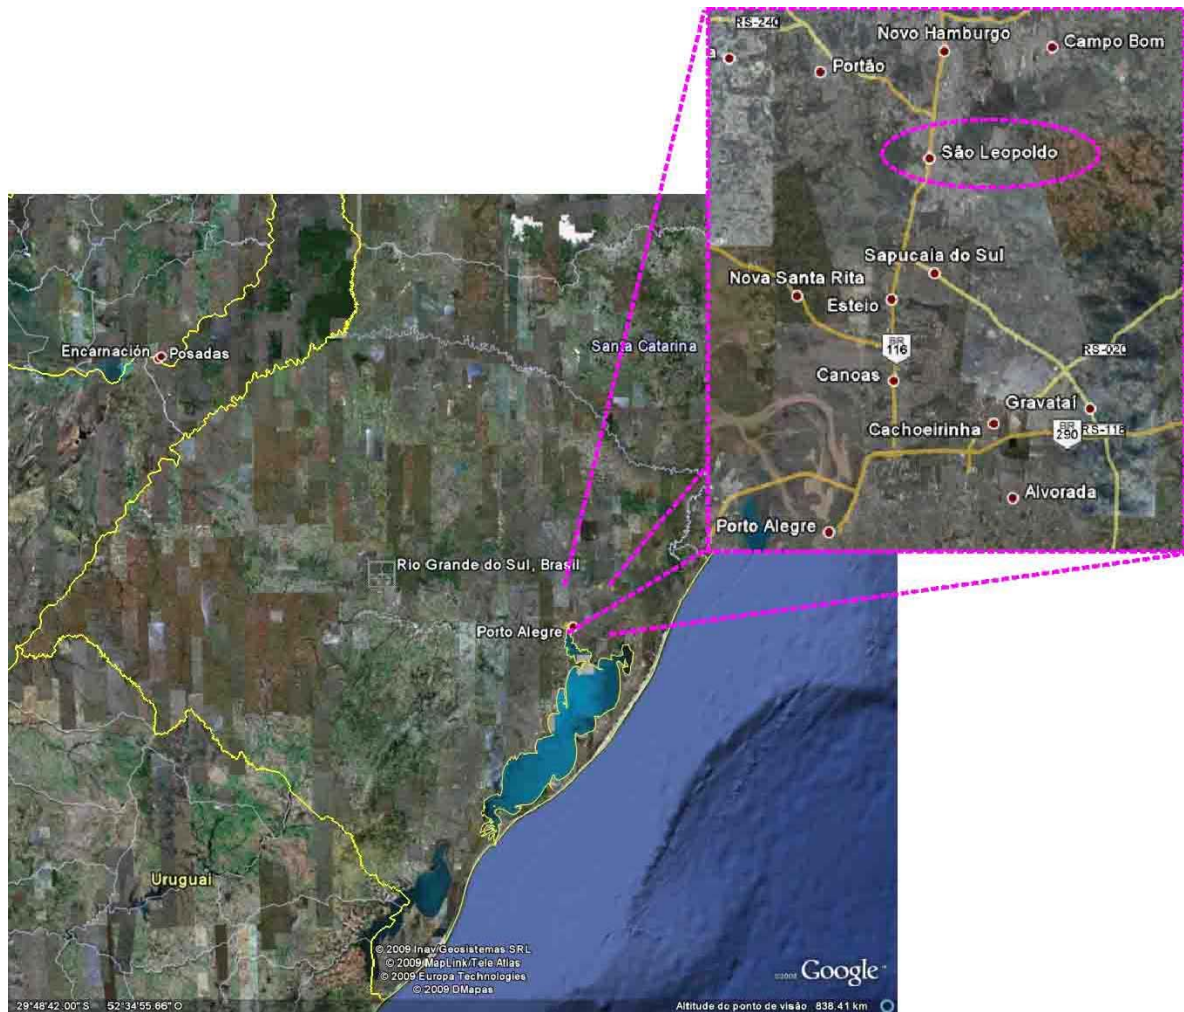 RS-240
Novo Hamburgo
Campo Bom
a
Portão
São Leopoldo
Sapucaia do Sul
Nova Santa Rita
Esteio
BR
116
RS-020
Canoas
Gravataí
Cachoeirinha
BR
290
RS-118
Alvorada
Porto Alegre
Encarnación
Posadas
Santa Catarina
Rio Grande do Sul, Brasil
Porto Alegre
Uruguai
© 2009 Inav/Geosistemas SRL
© 2009 MapLink/Tele Atlas
© 2009 Europa Technologies
© 2009 DMapas
©2008 Google™
29°48'42.00" S 52°34'55.66" O
Altitude do ponto de visão 838.41 km